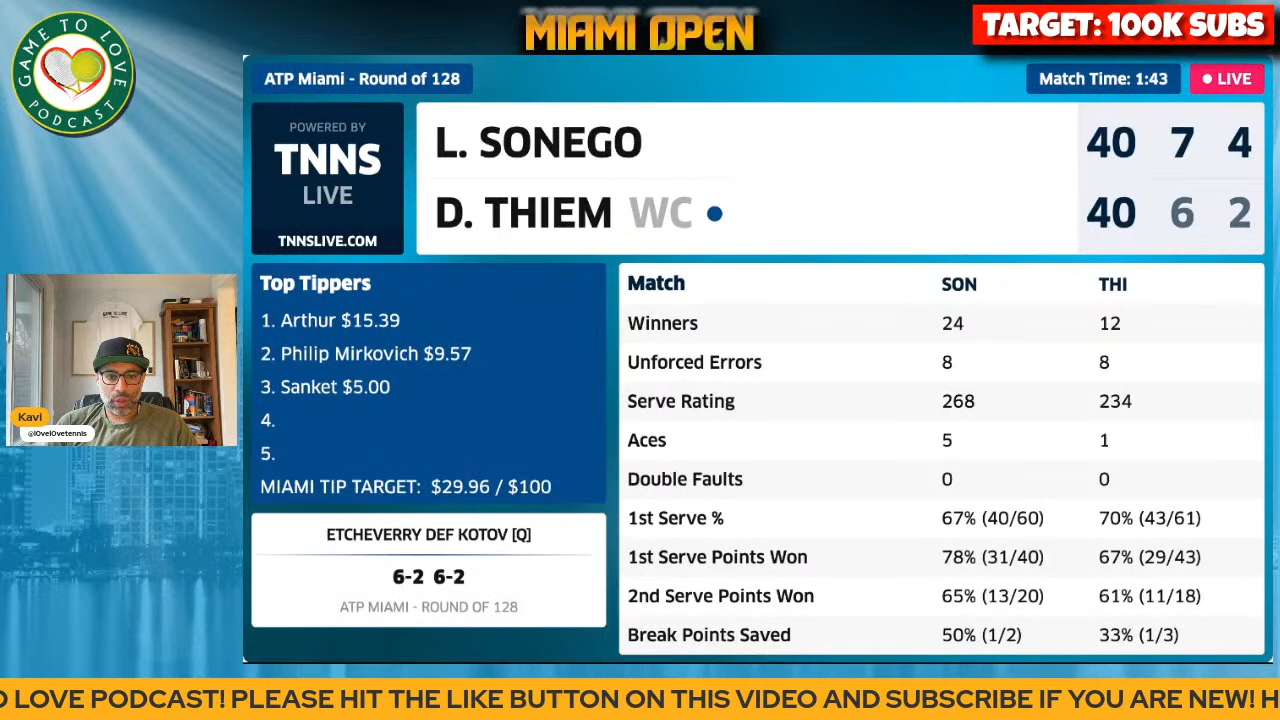 MIAMI OPEN
TARGET: 100K SUBS
GAME TO LOVE
PODCAST
ATP Miami - Round of 128
Match Time: 1:43
LIVE
POWERED BY
TNNS
LIVE
TNNSLIVE.COM
L. SONEGO 40 7 4
D. THIEM WC 40 6 2
Top Tippers
1. Arthur $15.39
2. Philip Mirkovich $9.57
3. Sanket $5.00
4.
5.
MIAMI TIP TARGET: $29.96 / $100
ETCHEVERRY DEF KOTOV [Q]
6-2 6-2
ATP MIAMI - ROUND OF 128
Match SON THI
Winners 24 12
Unforced Errors 8 8
Serve Rating 268 234
Aces 5 1
Double Faults 0 0
1st Serve % 67% (40/60) 70% (43/61)
1st Serve Points Won 78% (31/40) 67% (29/43)
2nd Serve Points Won 65% (13/20) 61% (11/18)
Break Points Saved 50% (1/2) 33% (1/3)
Kavi
@l0vel0vetennis
O LOVE PODCAST! PLEASE HIT THE LIKE BUTTON ON THIS VIDEO AND SUBSCRIBE IF YOU ARE NEW! H